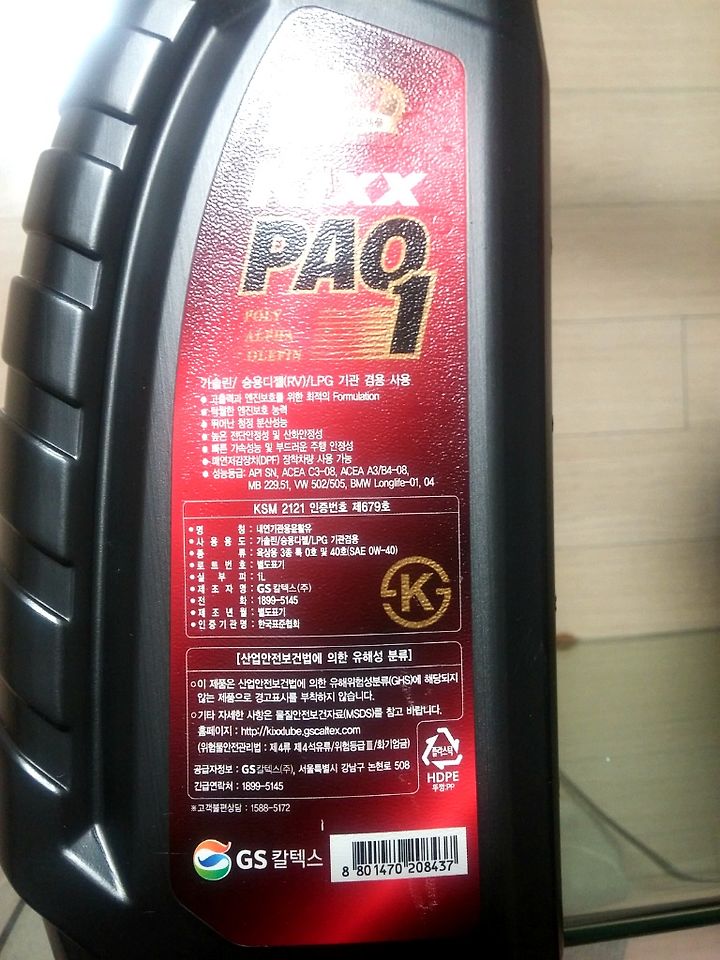 Kixx
PAO
1
POLY
ALPHA
OLEFIN
가솔린/ 승용디젤(RV)/LPG 기관 겸용 사용
● 고출력과 엔진보호를 위한 최적의 Formulation
● 탁월한 엔진보호 능력
● 뛰어난 청정 분산성능
● 높은 전단안정성 및 산화안정성
● 빠른 가속성능 및 부드러운 주행 안정성
● 매연저감장치(DPF) 장착차량 사용 가능
● 성능등급: API SN, ACEA C3-08, ACEA A3/B4-08,
MB 229.51, VW 502/505, BMW Longlife-01, 04
KSM 2121 인증번호 제679호
● 명 칭 : 내연기관용윤활유
● 사 용 용 도 : 가솔린/승용디젤/LPG 기관겸용
● 종 류 : 육상용 3종 특 0호 및 40호(SAE 0W-40)
● 로 트 번 호 : 별도표기
● 실 부 피 : 1L
● 제 조 자 명 : GS 칼텍스(주)
● 전 화 : 1899-5145
● 제 조 년 월 : 별도표기
● 인 증 기 관 명 : 한국표준협회
K
[산업안전보건법에 의한 유해성 분류]
○이 제품은 산업안전보건법에 의한 유해위험성분류(GHS)에 해당되지
않는 제품으로 경고표시를 부착하지 않습니다.
○기타 자세한 사항은 물질안전보건자료(MSDS)를 참고 바랍니다.
홈페이지 : http://kixxlube.gscaltex.com
(위험물안전관리법 : 제4류 제4석유류/위험등급Ⅲ/화기엄금)
공급자정보 : GS칼텍스(주), 서울특별시 강남구 논현로 508
긴급연락처 : 1899-5145
플라스틱
HDPE
뚜껑:PP
※고객불편상담 : 1588-5172
GS 칼텍스
8 801470 208437